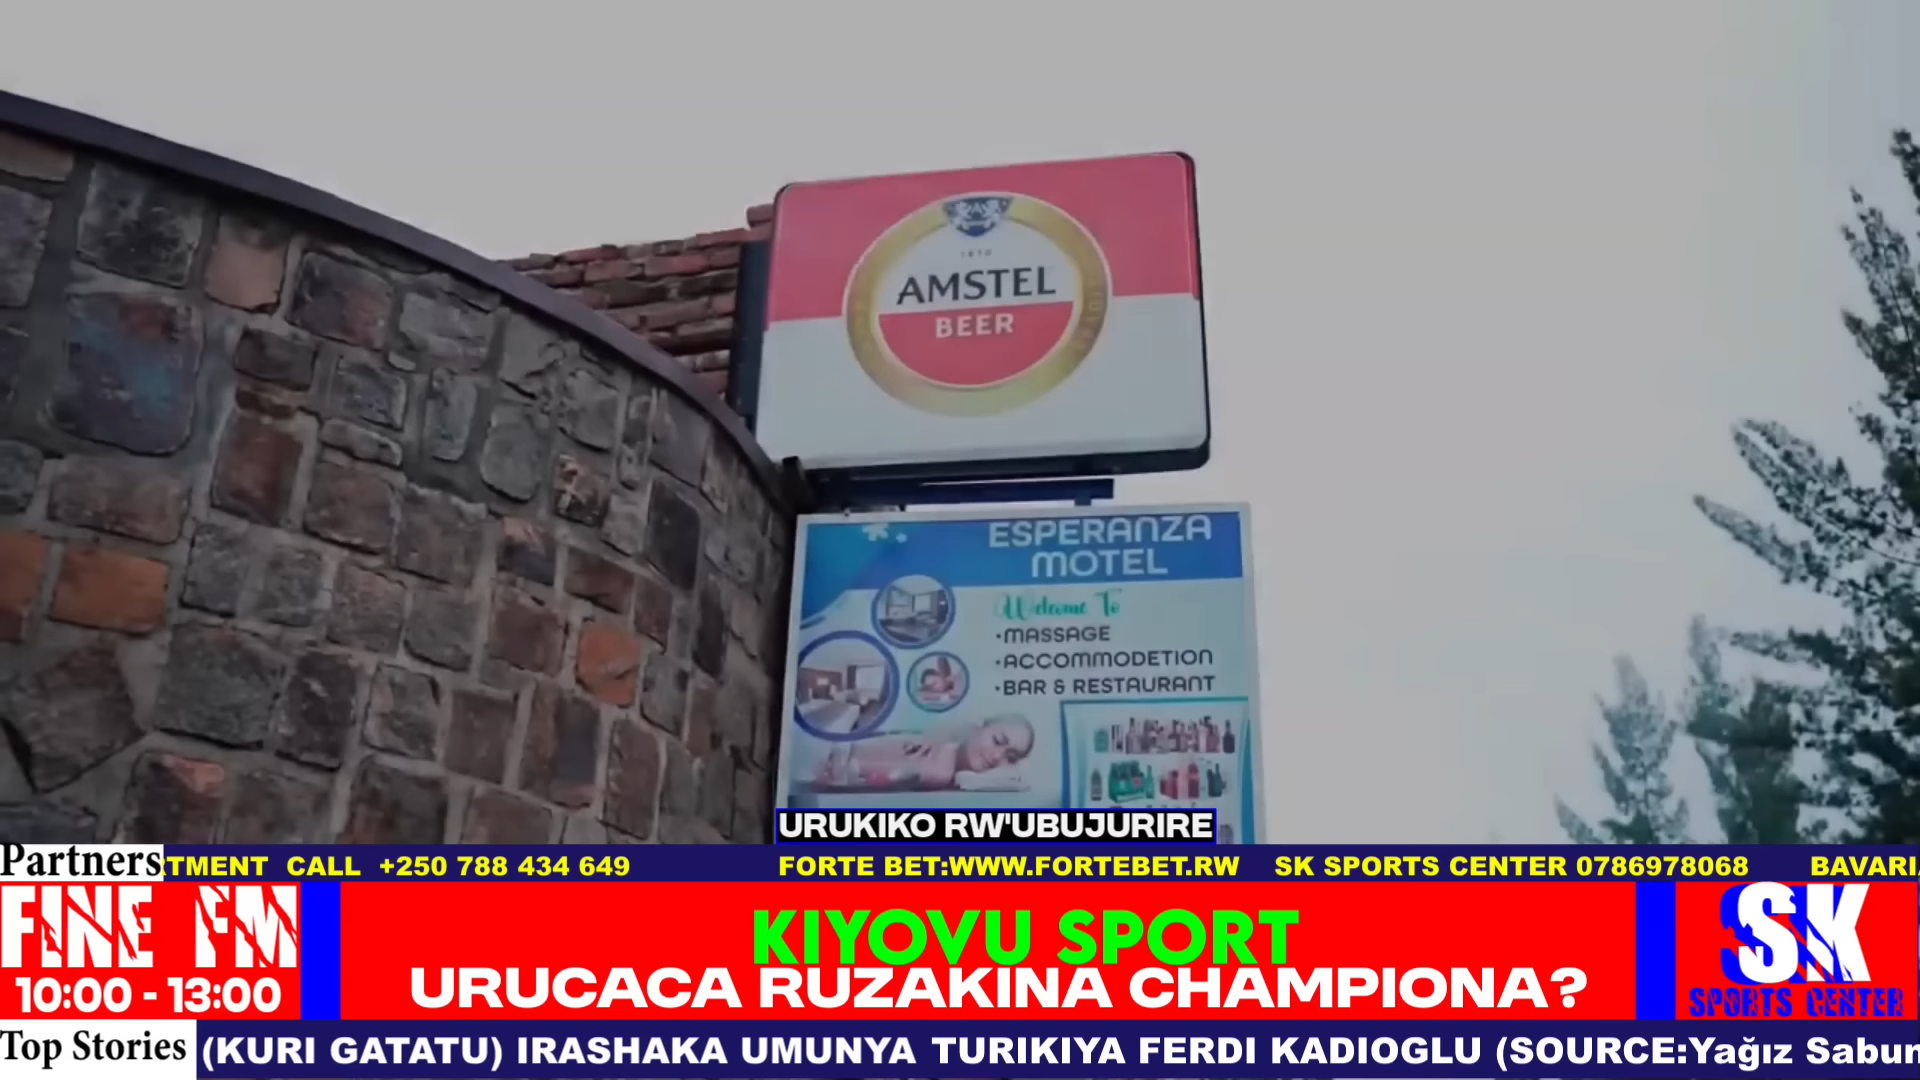 1870
AMSTEL
BEER
ESPERANZA
MOTEL
Welcome To
•MASSAGE
•ACCOMMODETION
•BAR & RESTAURANT
URUKIKO RW'UBUJURIRE
Partners
RTMENT CALL +250 788 434 649 FORTE BET:WWW.FORTEBET.RW SK SPORTS CENTER 0786978068 BAVARI
FINE FM
10:00 - 13:00
KIYOVU SPORT
URUCACA RUZAKINA CHAMPIONA?
SK
SPORTS CENTER
Top Stories
(KURI GATATU) IRASHAKA UMUNYA TURIKIYA FERDI KADIOGLU (SOURCE:Yağız Sabun